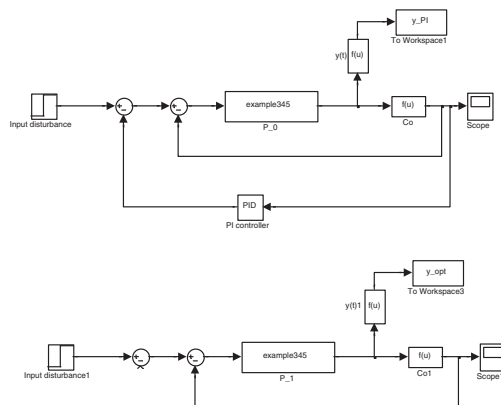 y_PI
To Workspace1
y(t)
f(u)
Input disturbance
example345
P_0
f(u)
Co
Scope
PID
PI controller
y_opt
To Workspace3
y(t)1
f(u)
Input disturbance1
example345
P_1
f(u)
Co1
Scope1